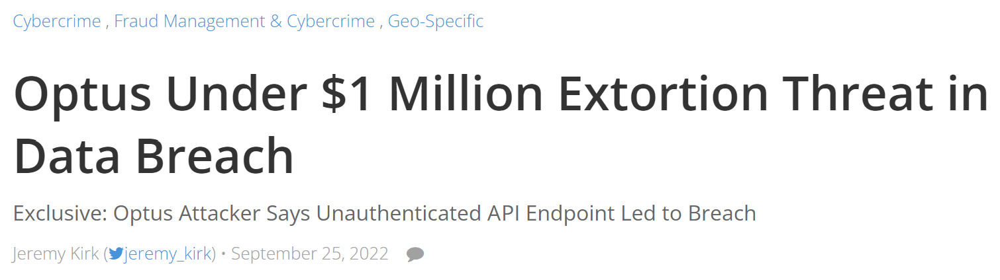 Cybercrime , Fraud Management & Cybercrime , Geo-Specific
Optus Under $1 Million Extortion Threat in
Data Breach
Exclusive: Optus Attacker Says Unauthenticated API Endpoint Led to Breach
Jeremy Kirk (jeremy_kirk) • September 25, 2022